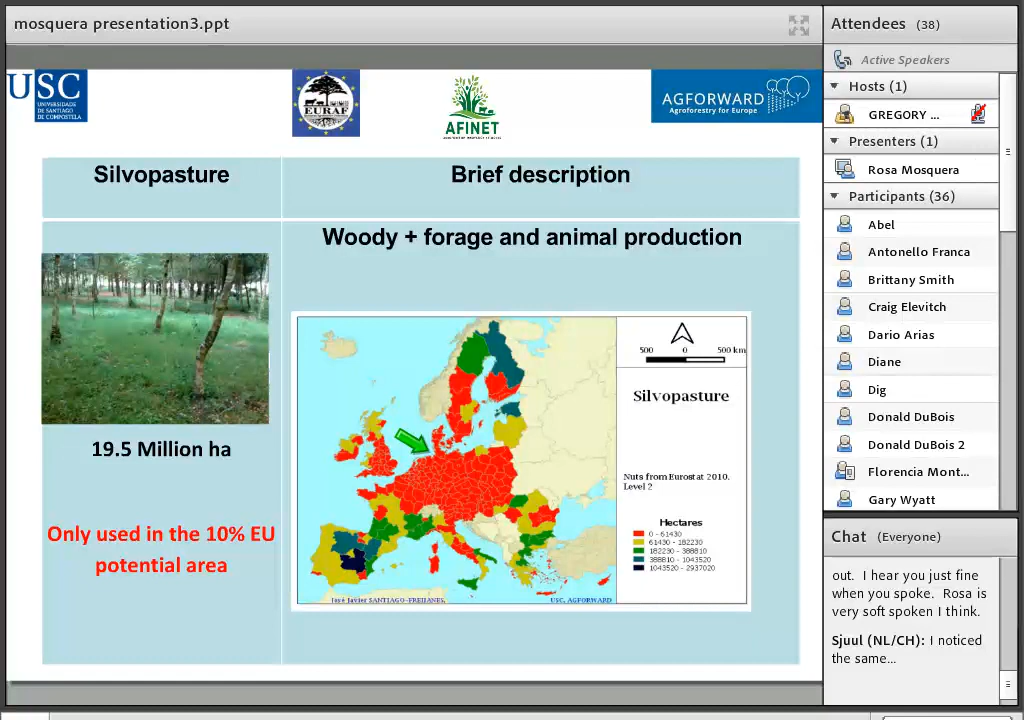 mosquera presentation3.ppt
USC
UNIVERSIDADE
DE SANTIAGO
DE COMPOSTELA
EURAF
AFINET
AGFORWARD
Agroforestry for Europe
Silvopasture
Brief description
Woody + forage and animal production
19.5 Million ha
Only used in the 10% EU
potential area
500 0 500 km
Silvopasture
Nuts from Eurostat 2010.
Level 2
Hectares
0 - 61430
61430 - 182230
182230 - 388810
388810 - 1043520
1043520 - 2937020
José Javier SANTIAGO-FREIJANES.
USC, AGFORWARD
Attendees (38)
Active Speakers
Hosts (1)
GREGORY ...
Presenters (1)
Rosa Mosquera
Participants (36)
Abel
Antonello Franca
Brittany Smith
Craig Elevitch
Dario Arias
Diane
Dig
Donald DuBois
Donald DuBois 2
Florencia Mont...
Gary Wyatt
Chat (Everyone)
out. I hear you just fine
when you spoke. Rosa is
very soft spoken I think.
Sjuul (NL/CH): I noticed
the same...